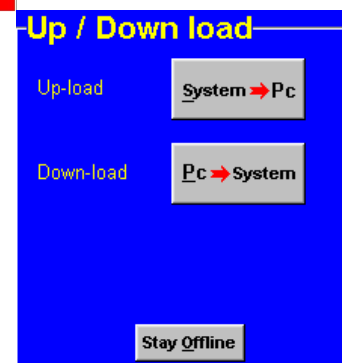 Up / Down load
Up-load System ➡ Pc
Down-load Pc ➡ System
Stay Offline